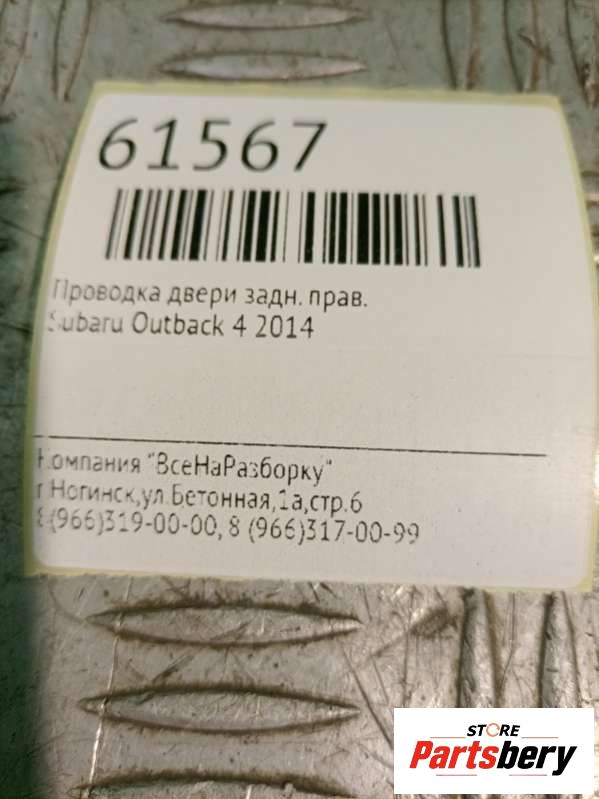 61567
Проводка двери задн. прав.
Subaru Outback 4 2014
Компания "ВсеНаРазборку"
г.Ногинск,ул.Бетонная,1а,стр.6
8(966)319-00-00, 8 (966)317-00-99
STORE
Partsbery